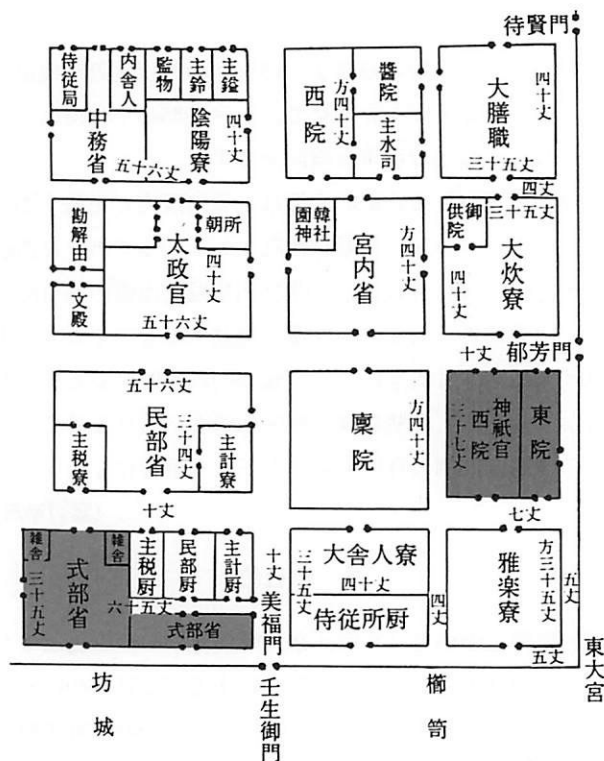 待賢門
侍従局
内舎人
監物
主鈴
主鎰
中務省
陰陽寮
四十丈
五十六丈
西院
方四十丈
醬院
主水司
大膳職
四十丈
三十五丈
四丈
勘解由
文殿
太政官
朝所
四十丈
五十六丈
園神
韓社
宮内省
方四十丈
供院
御
三十五丈
大炊寮
四十丈
十丈
郁芳門
五十六丈
民部省
三十四丈
主税寮
主計寮
十丈
廩院
方四十丈
神祇官
西院
三十七丈
東院
七丈
雑舎
雑舎
式部省
三十五丈
主税厨
民部厨
主計厨
六十五丈
式部省
十丈
美福門
大舎人寮
三十五丈
四十丈
侍従所厨
四丈
雅楽寮
方三十五丈
五丈
五丈
東大宮
坊城
壬生御門
櫛笥